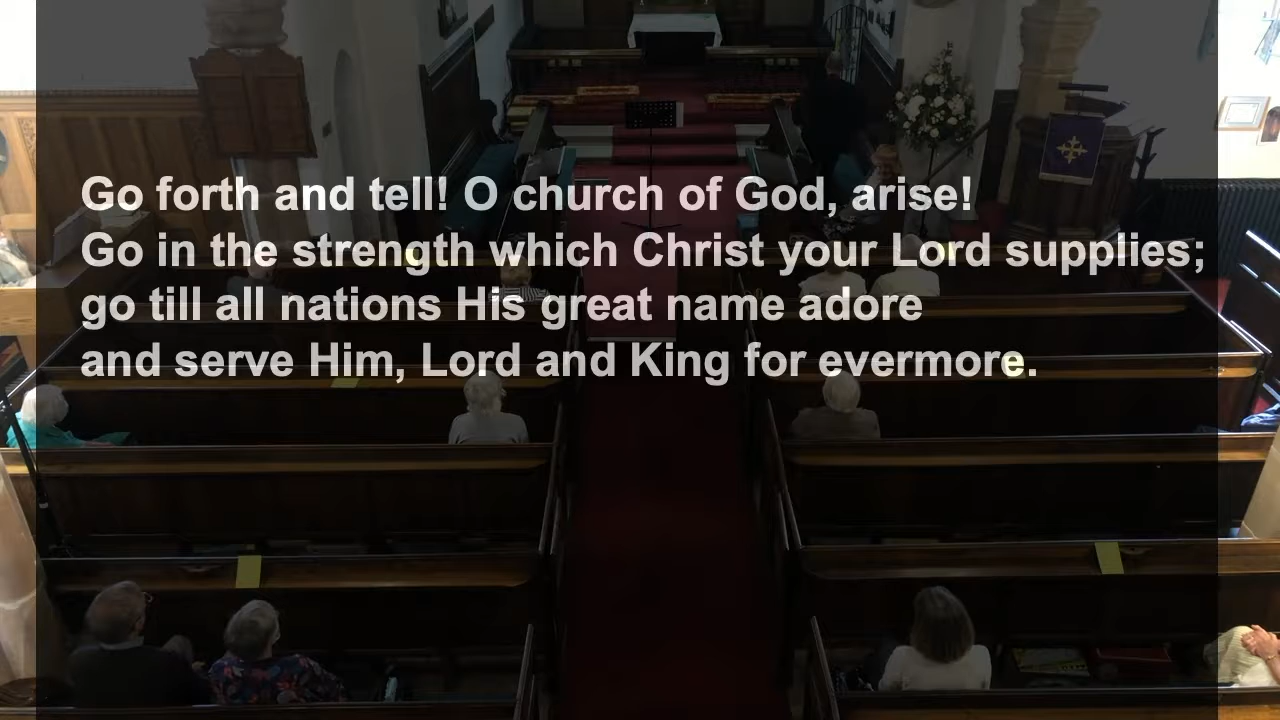 Go forth and tell! O church of God, arise!
Go in the strength which Christ your Lord supplies;
go till all nations His great name adore
and serve Him, Lord and King for evermore.